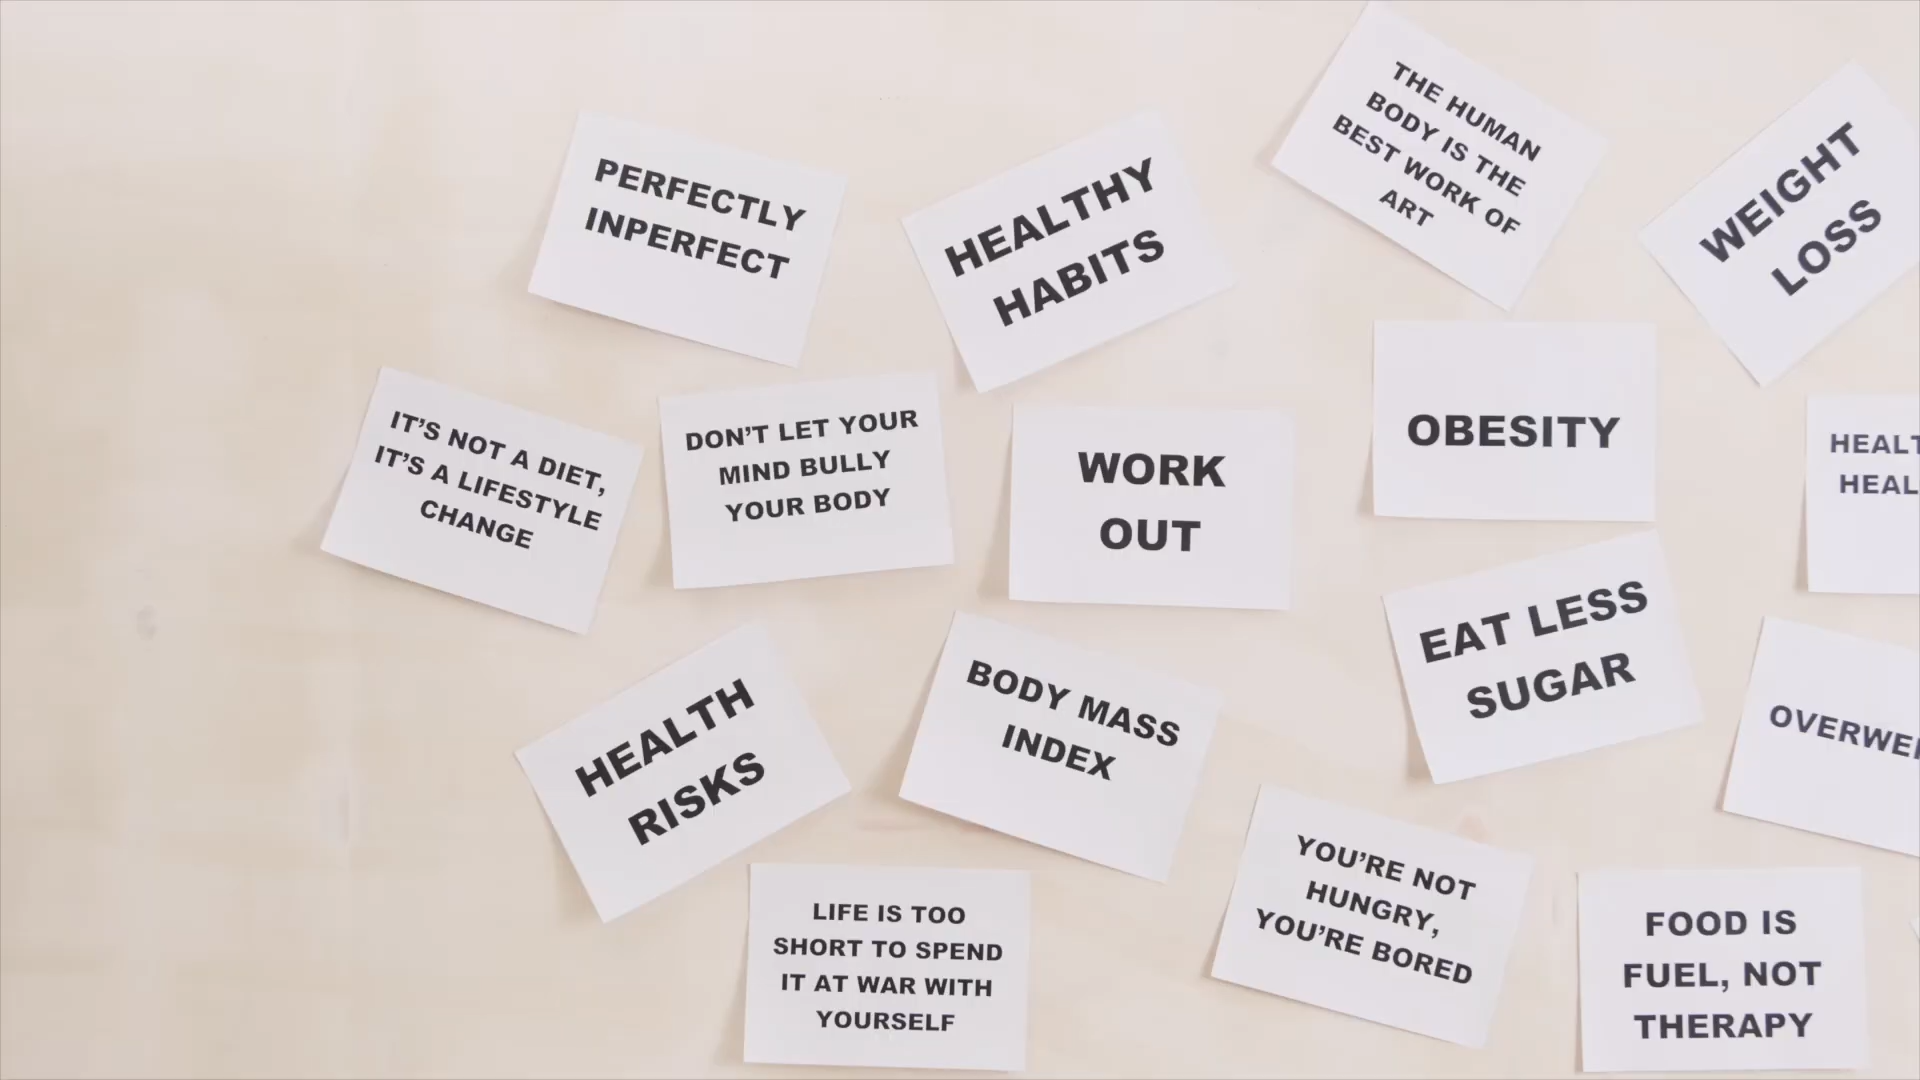 THE HUMAN
BODY IS THE
BEST WORK OF
ART
WEIGHT
LOSS
PERFECTLY
INPERFECT
HEALTHY
HABITS
IT'S NOT A DIET,
IT'S A LIFESTYLE
CHANGE
DON'T LET YOUR
MIND BULLY
YOUR BODY
WORK
OUT
OBESITY
HEALT
HEAL
EAT LESS
SUGAR
HEALTH
RISKS
BODY MASS
INDEX
OVERWEI
LIFE IS TOO
SHORT TO SPEND
IT AT WAR WITH
YOURSELF
YOU'RE NOT
HUNGRY,
YOU'RE BORED
FOOD IS
FUEL, NOT
THERAPY